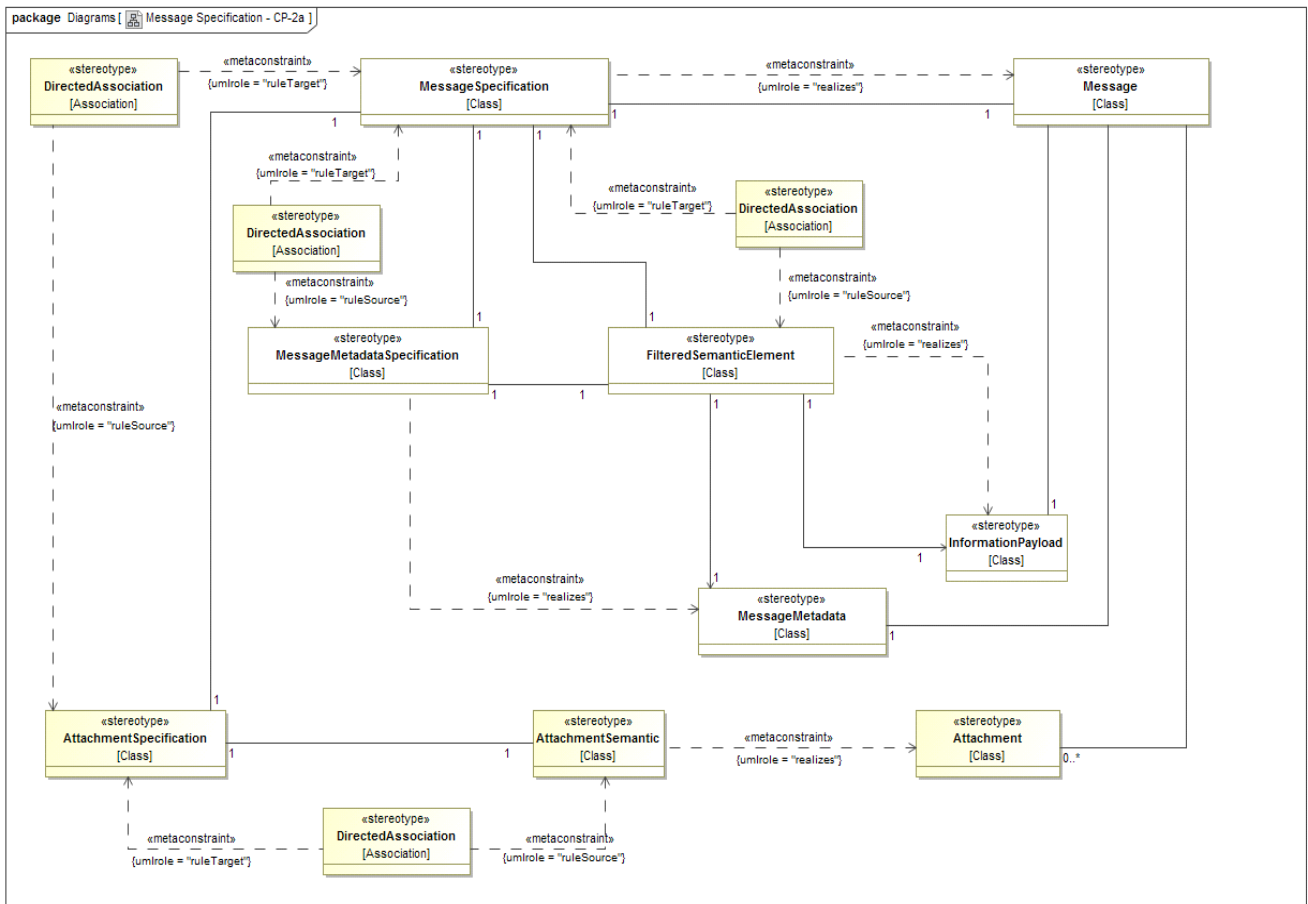 package Diagrams [ Message Specification - CP-2a ]
«stereotype»
DirectedAssociation
[Association]
«metaconstraint»
{umlrole = "ruleTarget"}
«stereotype»
MessageSpecification
[Class]
«metaconstraint»
{umlrole = "realizes"}
«stereotype»
Message
[Class]
1
1
1
1
1
«metaconstraint»
{umlrole = "ruleTarget"}
«metaconstraint»
{umlrole = "ruleTarget"}
«stereotype»
DirectedAssociation
[Association]
«stereotype»
DirectedAssociation
[Association]
«metaconstraint»
{umlrole = "ruleSource"}
«metaconstraint»
{umlrole = "ruleSource"}
1
1
«stereotype»
MessageMetadataSpecification
[Class]
«stereotype»
FilteredSemanticElement
[Class]
«metaconstraint»
{umlrole = "realizes"}
1
1
1
1
«metaconstraint»
{umlrole = "ruleSource"}
1
«stereotype»
InformationPayload
[Class]
1
«metaconstraint»
{umlrole = "realizes"}
1
«stereotype»
MessageMetadata
[Class]
1
1
«stereotype»
AttachmentSpecification
[Class]
1
1
«stereotype»
AttachmentSemantic
[Class]
«metaconstraint»
{umlrole = "realizes"}
«stereotype»
Attachment
[Class]
0..*
«metaconstraint»
{umlrole = "ruleTarget"}
«stereotype»
DirectedAssociation
[Association]
«metaconstraint»
{umlrole = "ruleSource"}